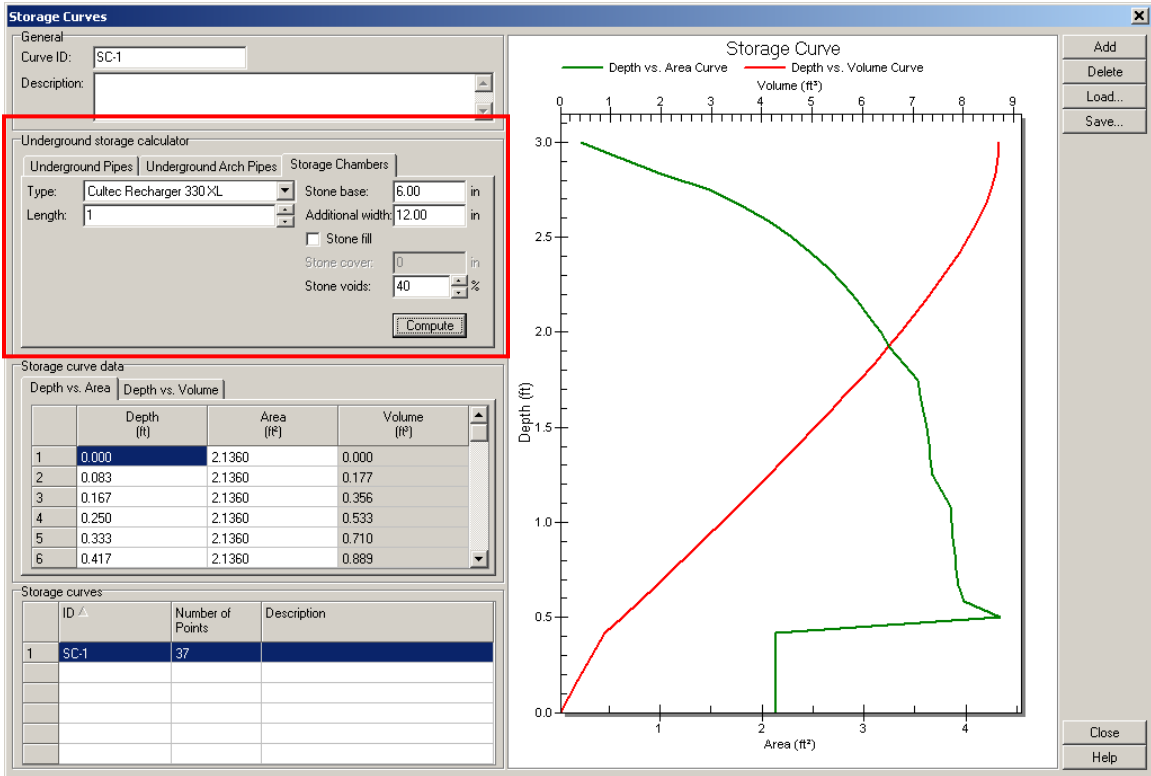 Storage Curves
General
Curve ID: SC-1
Description:
Underground storage calculator
Underground Pipes Underground Arch Pipes Storage Chambers
Type: Cultec Recharger 330 XL Stone base: 6.00 in
Length: 1 Additional width: 12.00 in
Stone fill
Stone cover: 0 in
Stone voids: 40 %
Compute
Storage curve data
Depth vs. Area Depth vs. Volume
Depth (ft) Area (ft²) Volume (ft³)
1 0.000 2.1360 0.000
2 0.083 2.1360 0.177
3 0.167 2.1360 0.356
4 0.250 2.1360 0.533
5 0.333 2.1360 0.710
6 0.417 2.1360 0.889
Storage curves
ID Number of Points Description
1 SC-1 37
Storage Curve
Depth vs. Area Curve Depth vs. Volume Curve
Volume (ft³)
0 1 2 3 4 5 6 7 8 9
3.0
2.5
2.0
1.5
1.0
0.5
0.0
Depth (ft)
1 2 3 4
Area (ft²)
Add
Delete
Load...
Save...
Close
Help